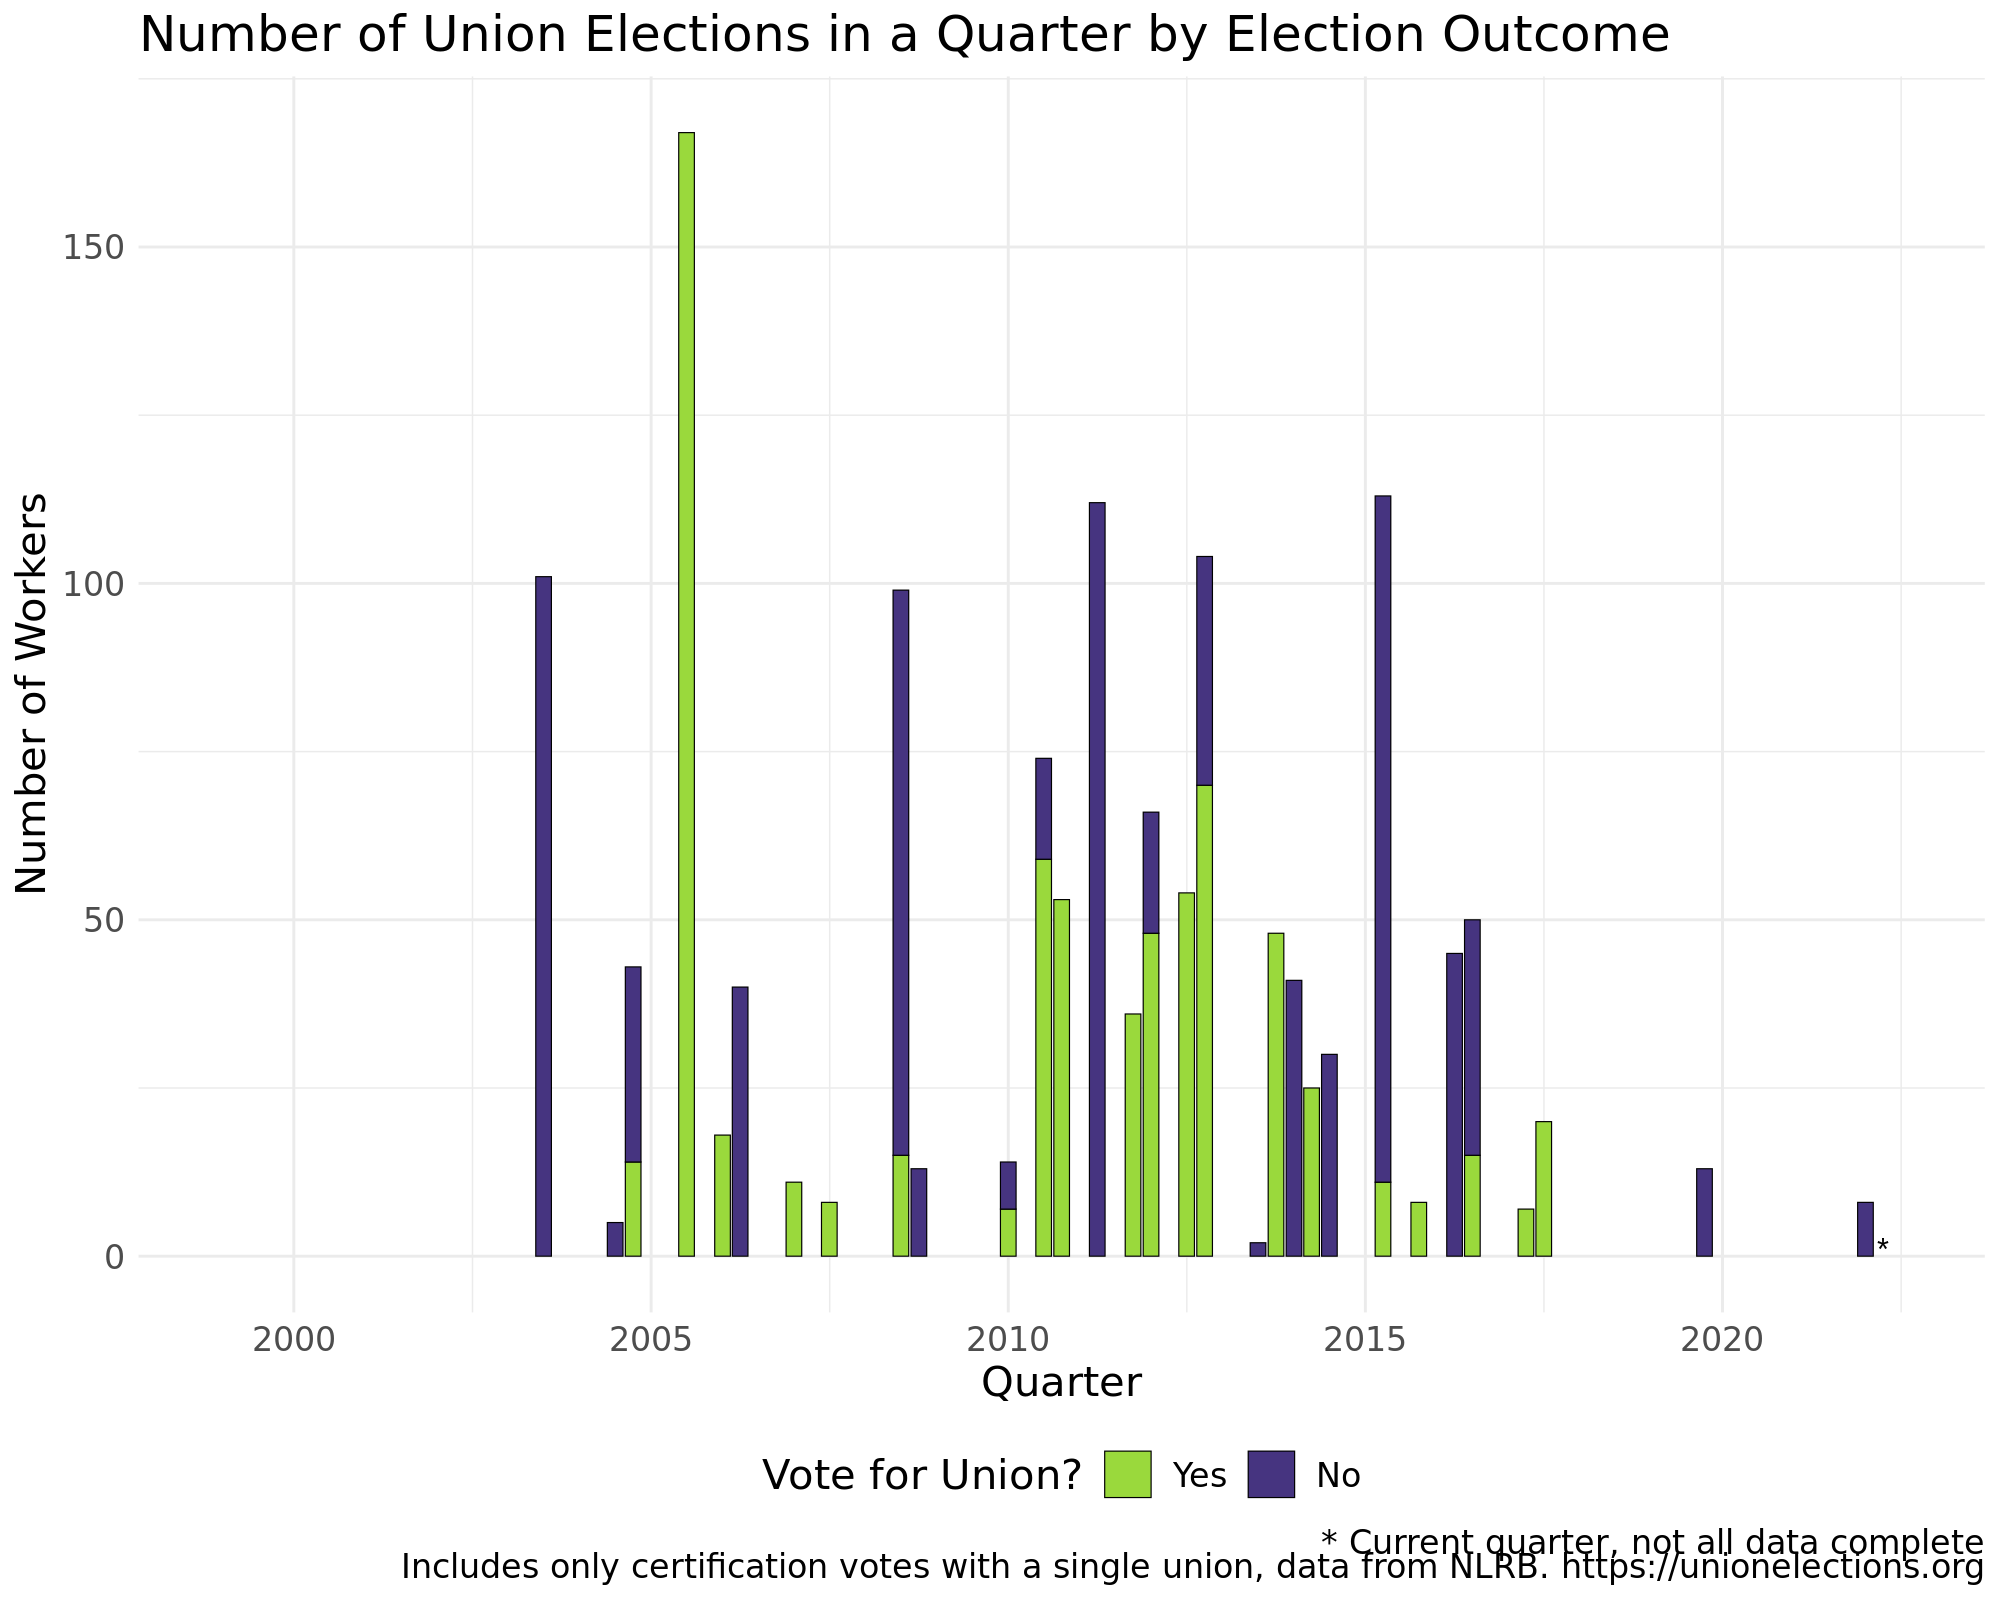 Number of Union Elections in a Quarter by Election Outcome
Number of Workers
150
100
50
0
*
2000 2005 2010 2015 2020
Quarter
Vote for Union? Yes No
* Current quarter, not all data complete
Includes only certification votes with a single union, data from NLRB. https://unionelections.org